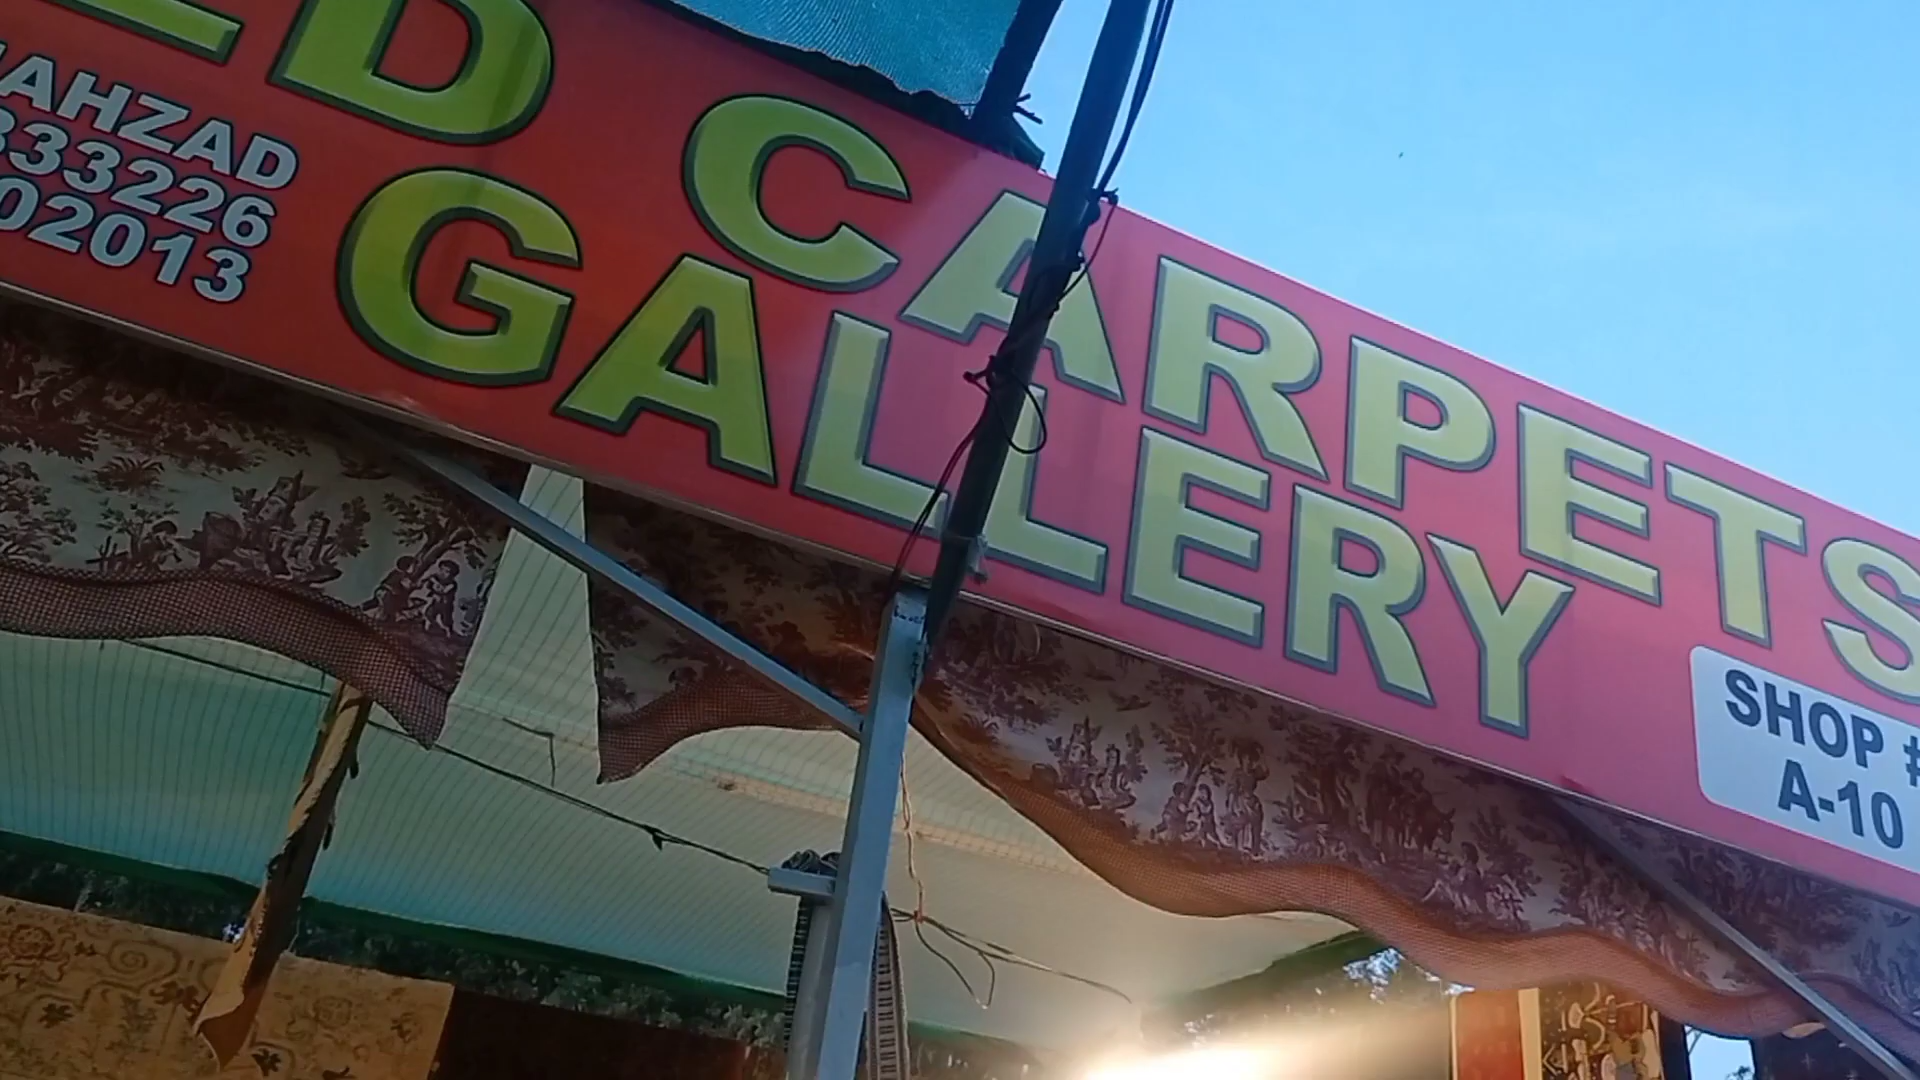 ED CARPETS
GALLERY
AHZAD
333226
02013
SHOP #
A-10